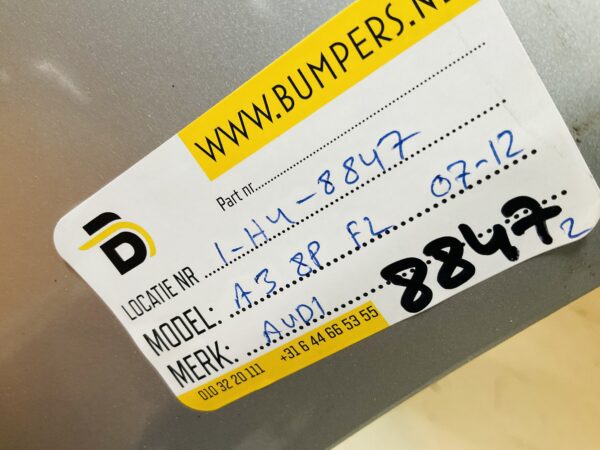 WWW.BUMPERS.N
Part nr.
LOCATIE NR 1-H4-8847
MODEL: A3 8P FL 07-12
MERK: AUDI 8847 2
010 32 20 111 +31 6 44 66 53 55